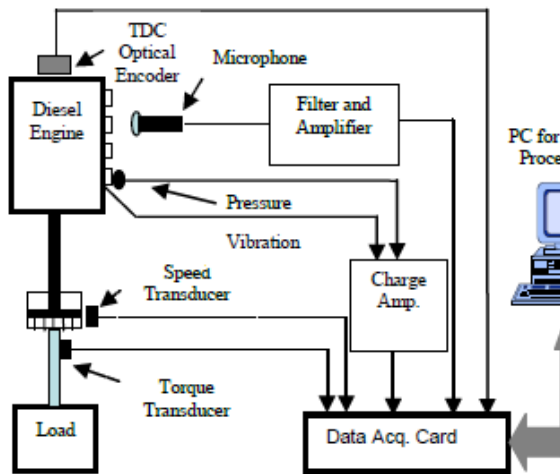 TDC
Optical
Encoder
Microphone
Diesel
Engine
Filter and
Amplifier
PC for
Pressure
Vibration
Speed
Transducer
Charge
Amp.
Torque
Transducer
Load
Data Acq. Card